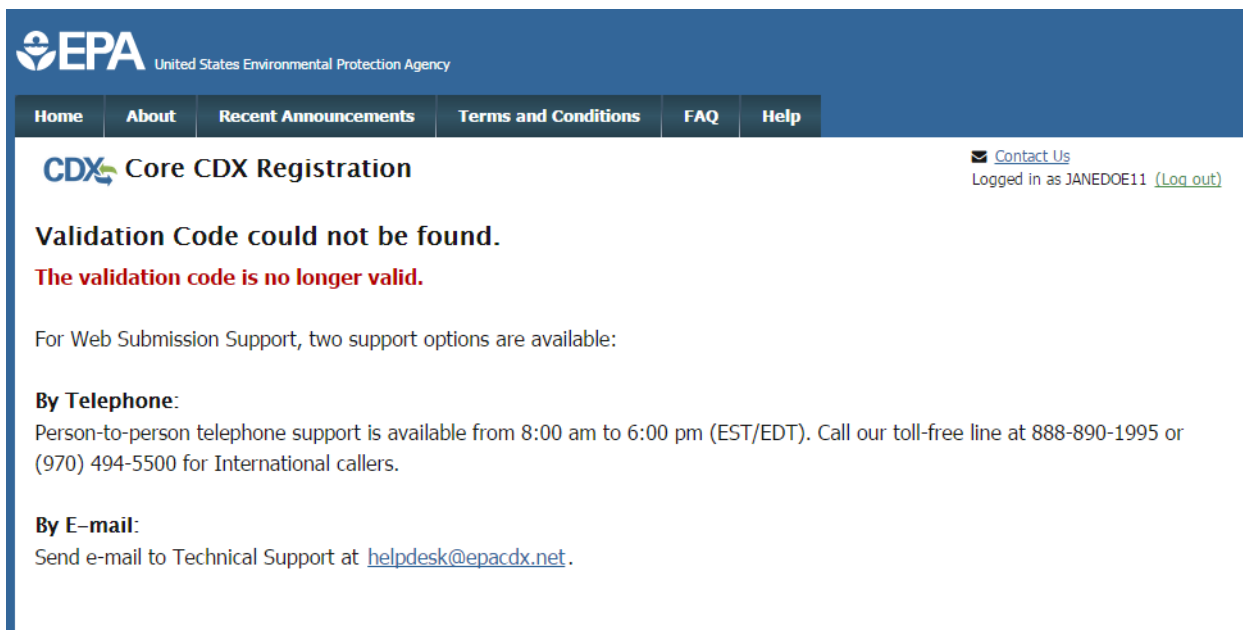 EPA United States Environmental Protection Agency
Home About Recent Announcements Terms and Conditions FAQ Help
CDX Core CDX Registration
Contact Us
Logged in as JANEDOE11 (Log out)
Validation Code could not be found.
The validation code is no longer valid.
For Web Submission Support, two support options are available:
By Telephone:
Person-to-person telephone support is available from 8:00 am to 6:00 pm (EST/EDT). Call our toll-free line at 888-890-1995 or
(970) 494-5500 for International callers.
By E-mail:
Send e-mail to Technical Support at helpdesk@epacdx.net.